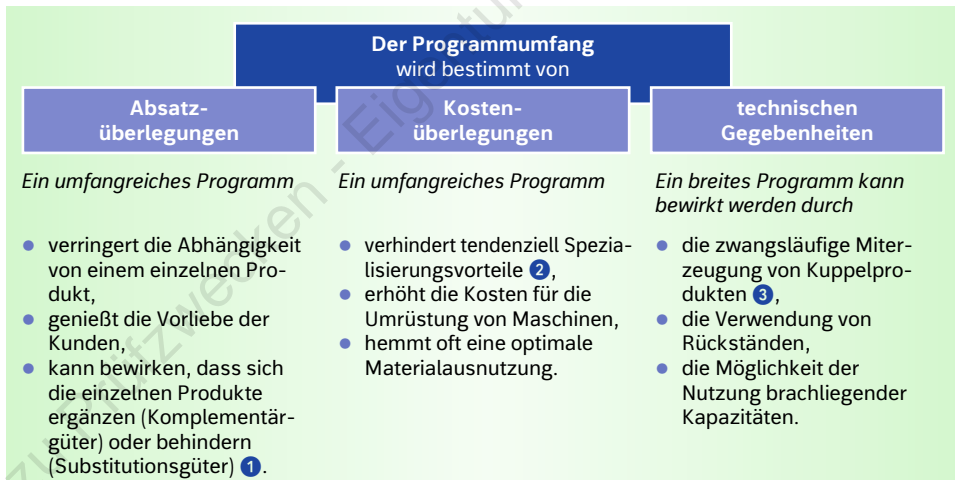 Der Programmumfang
wird bestimmt von
Absatz-
überlegungen
Ein umfangreiches Programm
verringert die Abhängigkeit
von einem einzelnen Pro-
dukt,
genießt die Vorliebe der
Kunden,
kann bewirken, dass sich
die einzelnen Produkte
ergänzen (Komplementär-
güter) oder behindern
(Substitutionsgüter) 1.
Kosten-
überlegungen
Ein umfangreiches Programm
verhindert tendenziell Spezia-
lisierungsvorteile 2,
erhöht die Kosten für die
Umrüstung von Maschinen,
hemmt oft eine optimale
Materialausnutzung.
technischen
Gegebenheiten
Ein breites Programm kann
bewirkt werden durch
die zwangsläufige Miter-
zeugung von Kuppelpro-
dukten 3,
die Verwendung von
Rückständen,
die Möglichkeit der
Nutzung brachliegender
Kapazitäten.
zu Prüfzwecken -